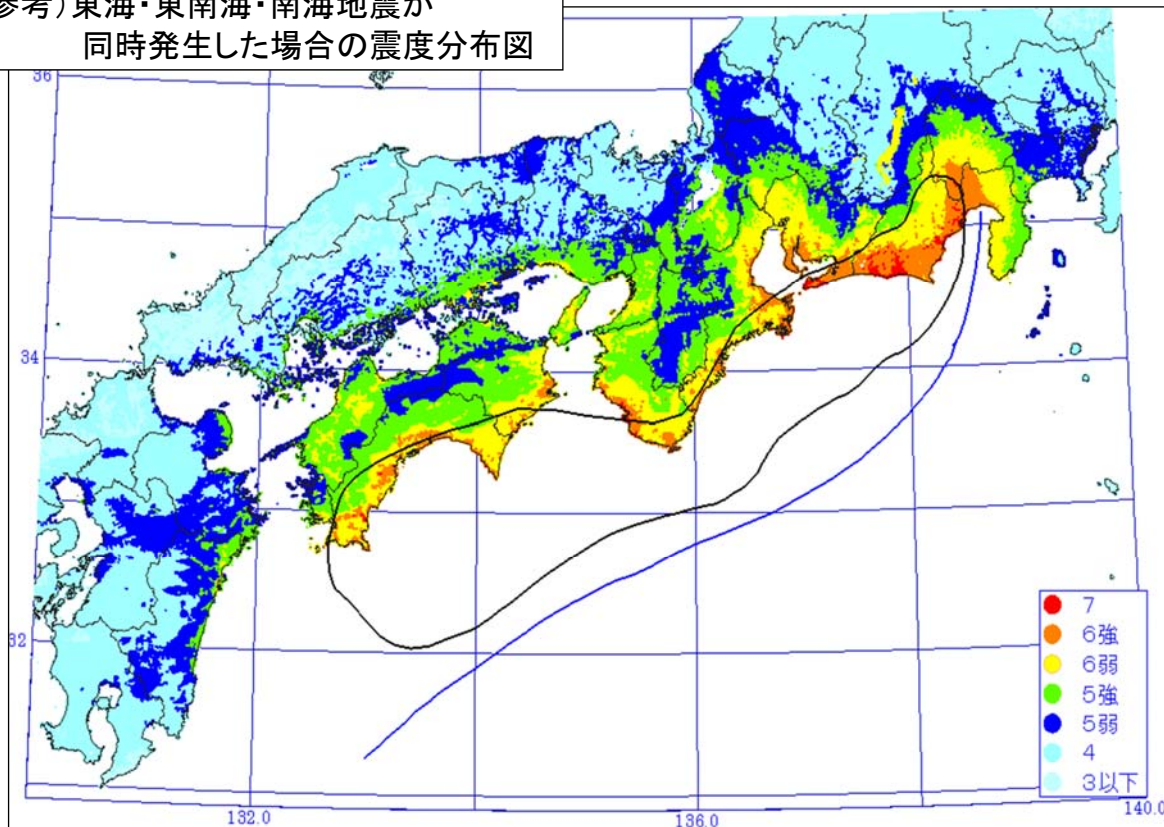 参考)東海・東南海・南海地震が
同時発生した場合の震度分布図
36
34
32
132.0
136.0
140.0
7
6強
6弱
5強
5弱
4
3以下